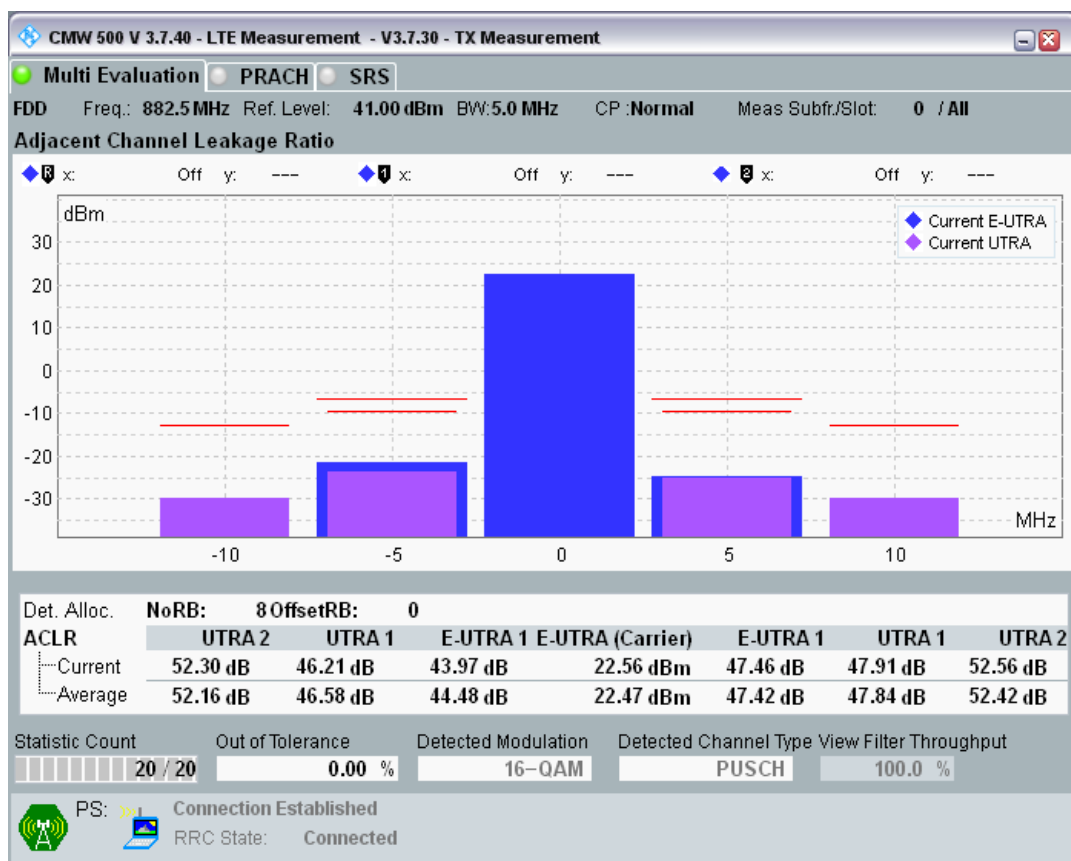 CMW 500 V 3.7.40 - LTE Measurement - V3.7.30 - TX Measurement
Multi Evaluation PRACH SRS
FDD Freq.: 882.5 MHz Ref. Level: 41.00 dBm BW:5.0 MHz CP :Normal Meas Subfr./Slot: 0 / All
Adjacent Channel Leakage Ratio
R x: Off y: --- 1 x: Off y: --- 2 x: Off y: ---
dBm
Current E-UTRA
Current UTRA
30
20
10
0
-10
-20
-30
MHz
-10 -5 0 5 10
Det. Alloc. NoRB: 8 OffsetRB: 0
ACLR UTRA 2 UTRA 1 E-UTRA 1 E-UTRA (Carrier) E-UTRA 1 UTRA 1 UTRA 2
Current 52.30 dB 46.21 dB 43.97 dB 22.56 dBm 47.46 dB 47.91 dB 52.56 dB
Average 52.16 dB 46.58 dB 44.48 dB 22.47 dBm 47.42 dB 47.84 dB 52.42 dB
Statistic Count Out of Tolerance Detected Modulation Detected Channel Type View Filter Throughput
20 / 20 0.00 % 16-QAM PUSCH 100.0 %
PS: Connection Established
RRC State: Connected